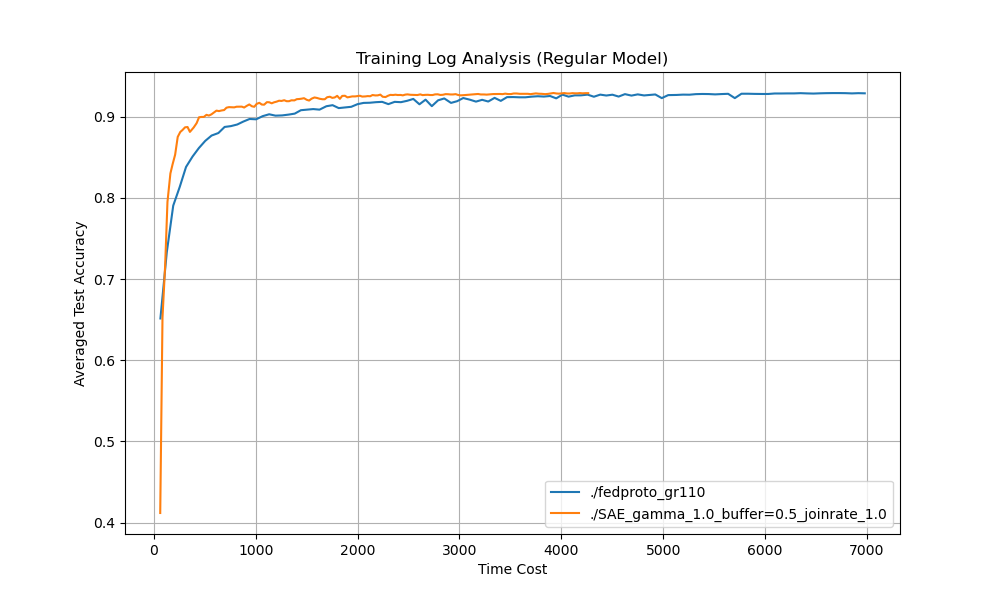 Training Log Analysis (Regular Model)
Averaged Test Accuracy
0.9
0.8
0.7
0.6
0.5
0.4
0
1000
2000
3000
4000
5000
6000
7000
Time Cost
./fedproto_gr110
./SAE_gamma_1.0_buffer=0.5_joinrate_1.0